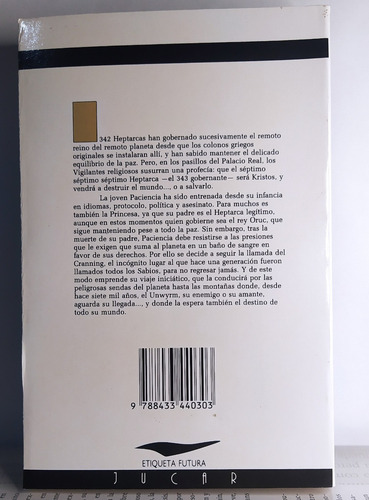 342 Heptarcas han gobernado sucesivamente el remoto
reino del remoto planeta desde que los colonos griegos
originales se instalaran allí, y han sabido mantener el delicado
equilibrio de la paz. Pero, en los pasillos del Palacio Real, los
Vigilantes religiosos susurran una profecía: que el séptimo
séptimo séptimo Heptarca —el 343 gobernante— será Kristos, y
vendrá a destruir el mundo..., o a salvarlo.
La joven Paciencia ha sito entrenada desde su infancia
en idiomas, protocolo, política y asesinato. Para muchos es
también la Princesa, ya que su padre es el Heptarca legítimo,
aunque en estos momentos quien gobierne sea el rey Oruc, que
sigue manteniendo pese a todo la paz. Sin embargo, tras la
muerte de su padre, Paciencia debe resistirse a las presiones
que le exigen que suma al planeta en un baño de sangre en
favor de sus derechos. Por ello se decide a seguir la llamada del
Cranning, el incógnito lugar al que hace una generación fueron
llamados todos los Sabios, para no regresar jamás. Y de este
modo emprende su viaje iniciático, que la conducirá por las
peligrosas sendas del planeta hasta las montañas donde, desde
hace siete mil años, el Unwyrm, su enemigo o su amante,
aguarda su llegada..., y donde la espera también el destino de
todo su mundo.
9 788433 440303
ETIQUETA FUTURA
JUCAR